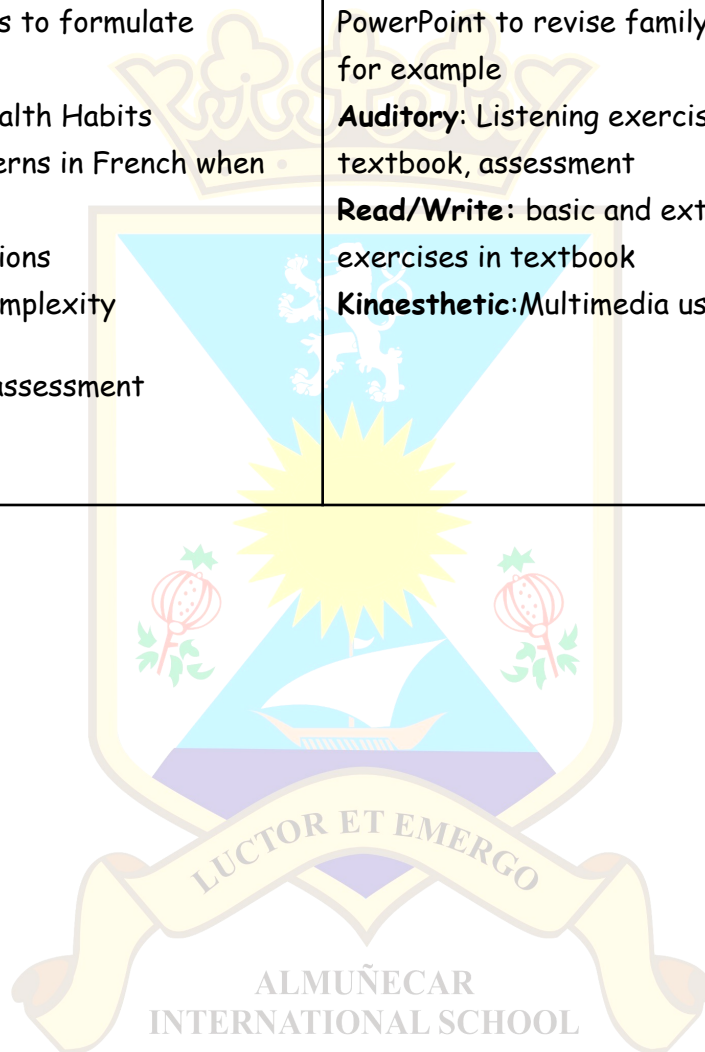 s to formulate
alth Habits
erns in French when
ions
mplexity
assessment
PowerPoint to revise family
for example
Auditory: Listening exercis
textbook, assessment
Read/Write: basic and ext
exercises in textbook
Kinaesthetic:Multimedia us
LUCTOR ET EMERGO
ALMUÑECAR
INTERNATIONAL SCHOOL